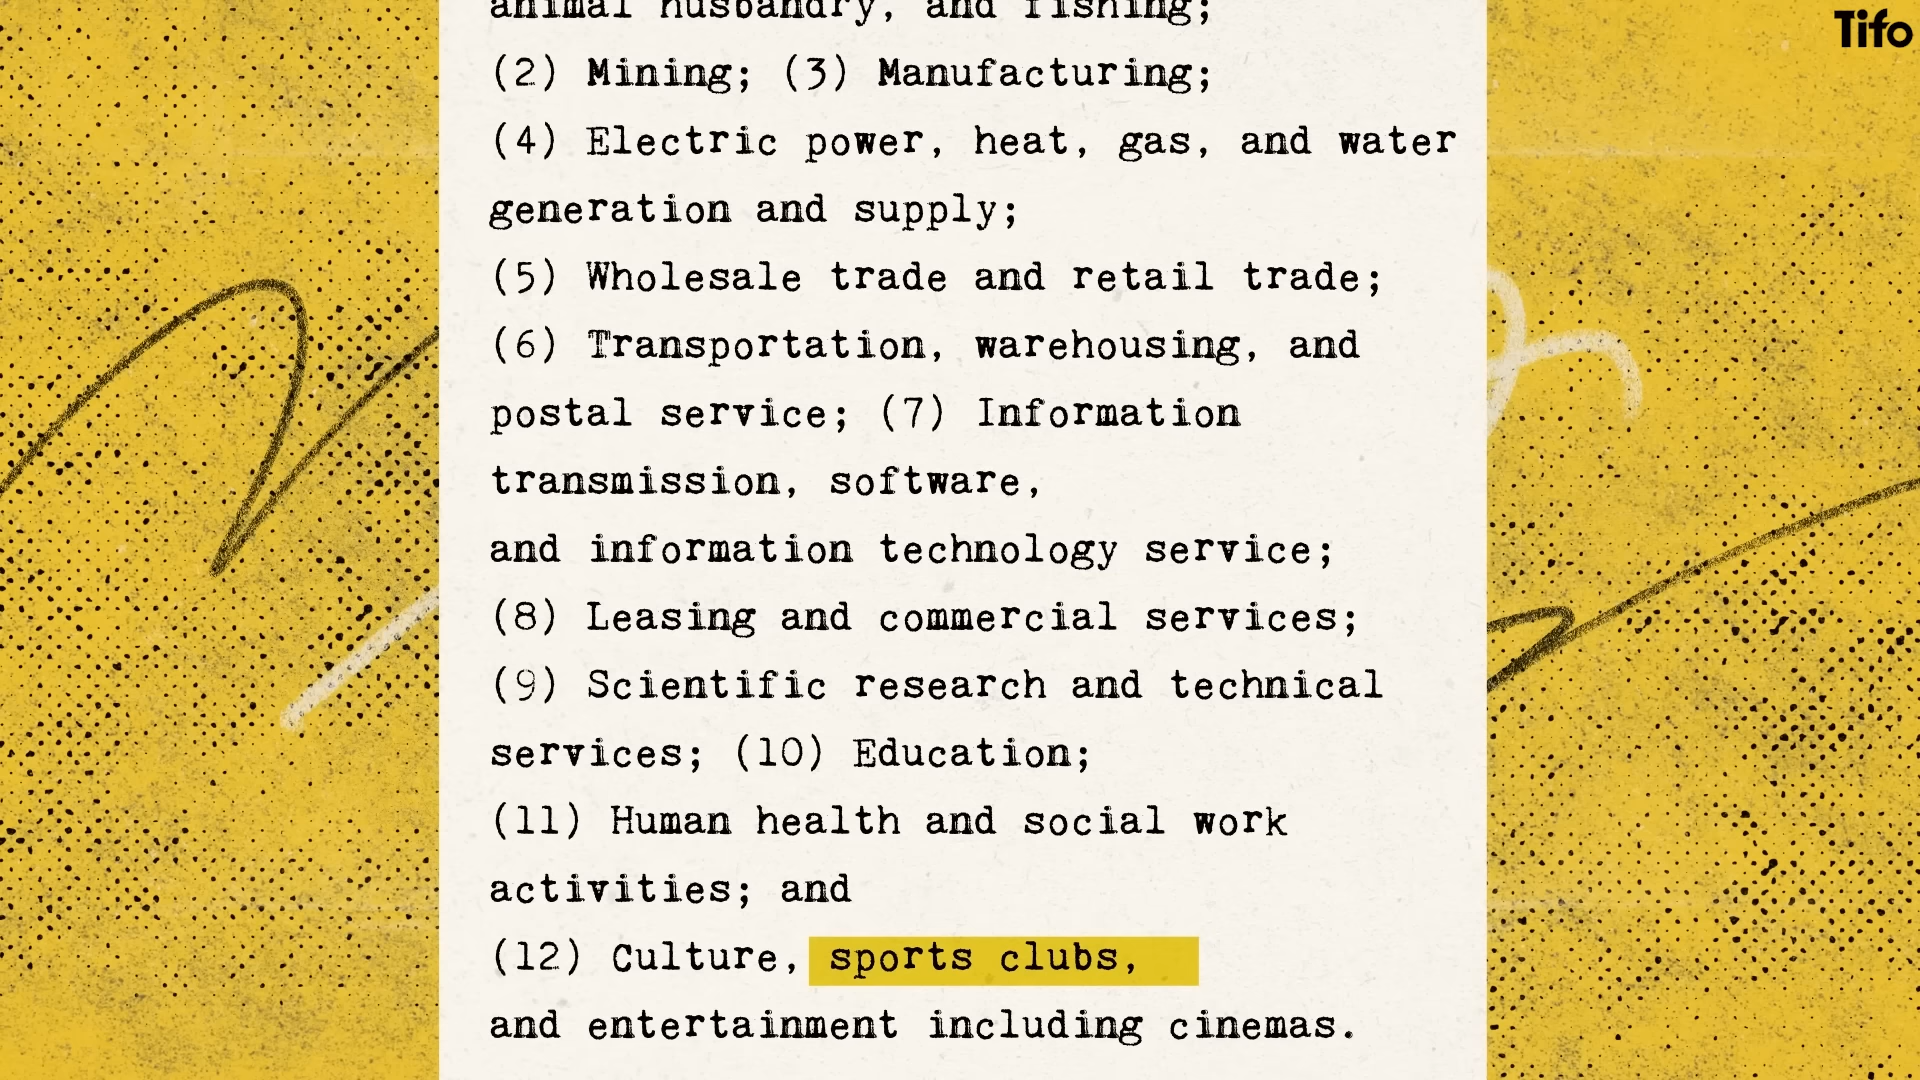 Tifo
animal husbandry, and fishing;
(2) Mining; (3) Manufacturing;
(4) Electric power, heat, gas, and water
generation and supply;
(5) Wholesale trade and retail trade;
(6) Transportation, warehousing, and
postal service; (7) Information
transmission, software,
and information technology service;
(8) Leasing and commercial services;
(9) Scientific research and technical
services; (10) Education;
(11) Human health and social work
activities; and
(12) Culture, sports clubs,
and entertainment including cinemas.